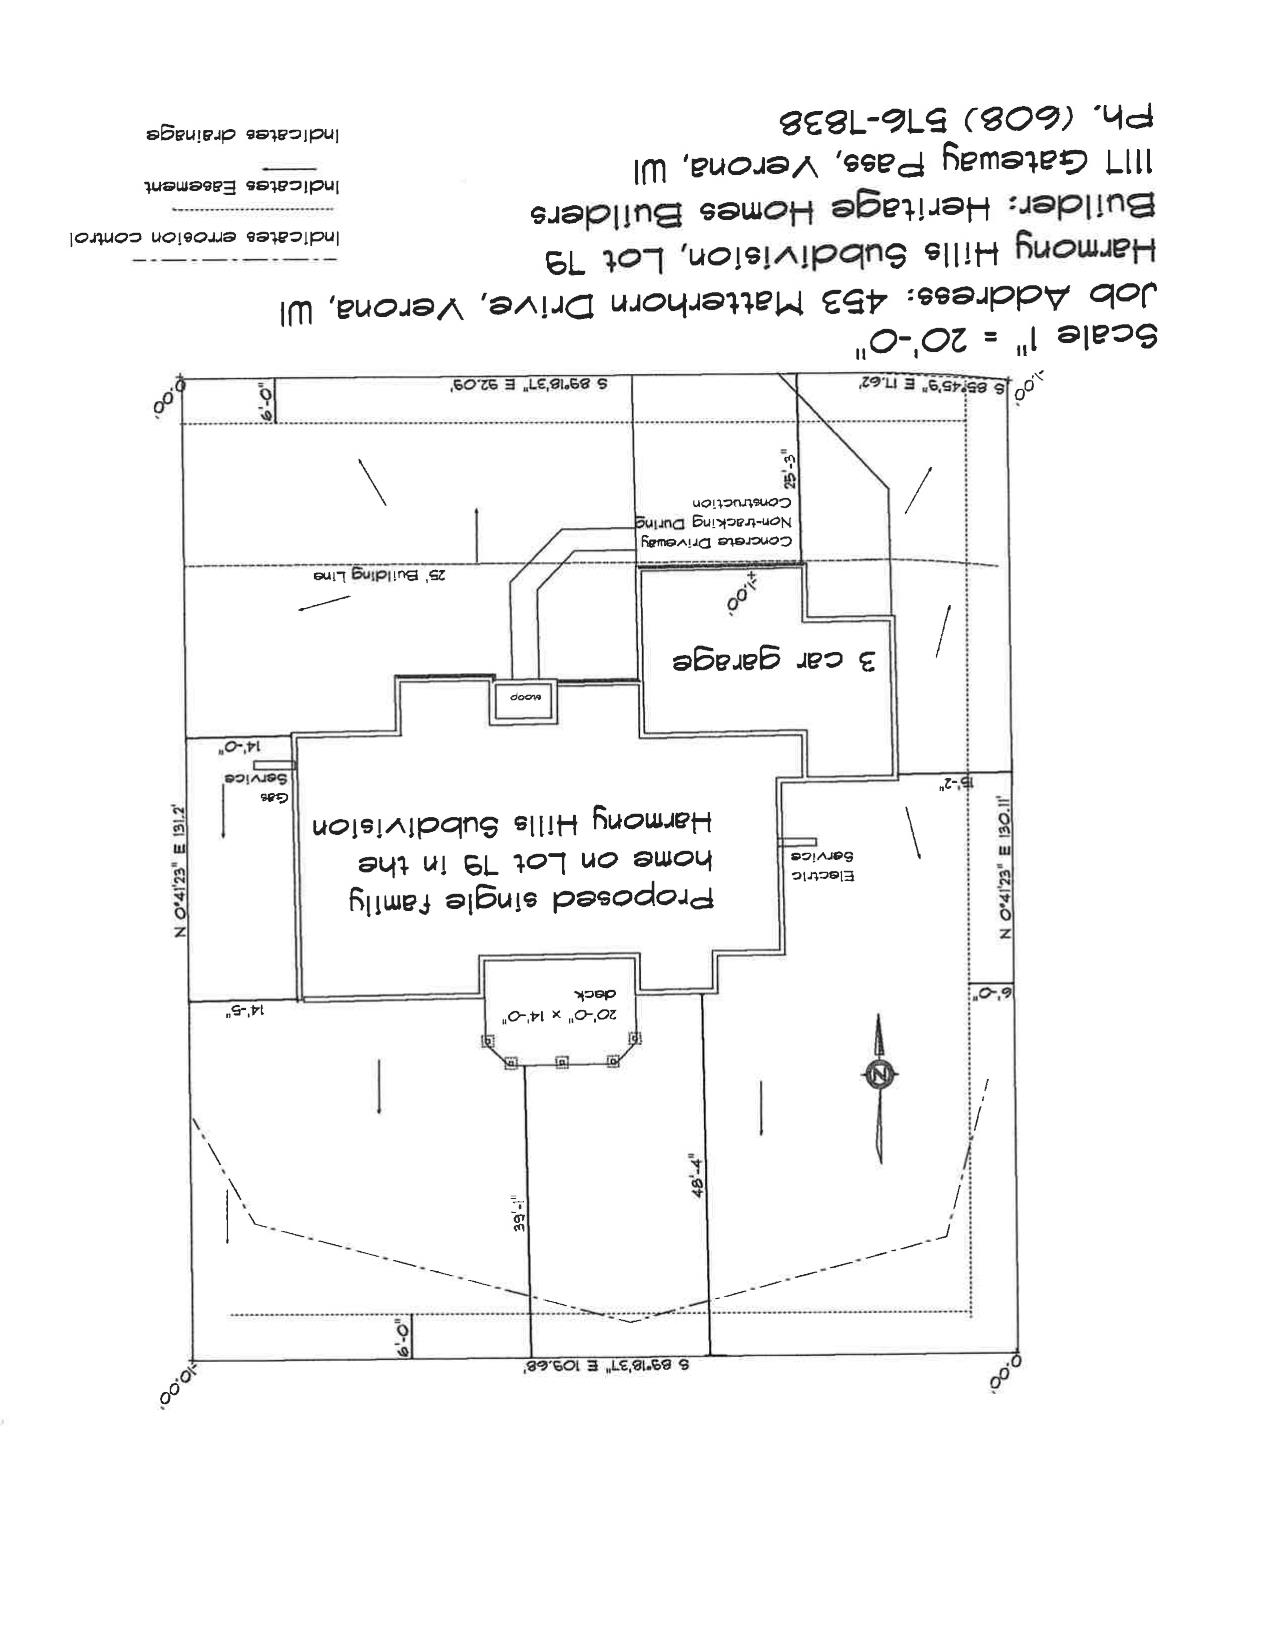 0.00'
S 89°18'37" E 109.68'
-10.00'
6'-0"
48'-4"
39'-1"
N
20'-0" x 14'-0"
deck
6'-0"
14'-5"
N 0°41'23" E 130.11'
N 0°41'23" E 131.2'
Proposed single family
home on Lot 79 in the
Harmony Hills Subdivision
Electric
Service
Gas
Service
15'-2"
14'-0"
stoop
3 car garage
+1.00'
25' Building Line
Concrete Driveway
Non-tracking During
Construction
25'-3"
6'-0"
S 85°45'9" E 17.62'
S 89°18'37" E 92.09'
-1.00'
0.00'
Scale 1" = 20'-0"
Job Address: 453 Matterhorn Drive, Verona, WI
Harmony Hills Subdivision, Lot 79
Builder: Heritage Homes Builders
1117 Gateway Pass, Verona, WI
Ph. (608) 576-7838
Indicates errosion control
Indicates Easement
Indicates drainage